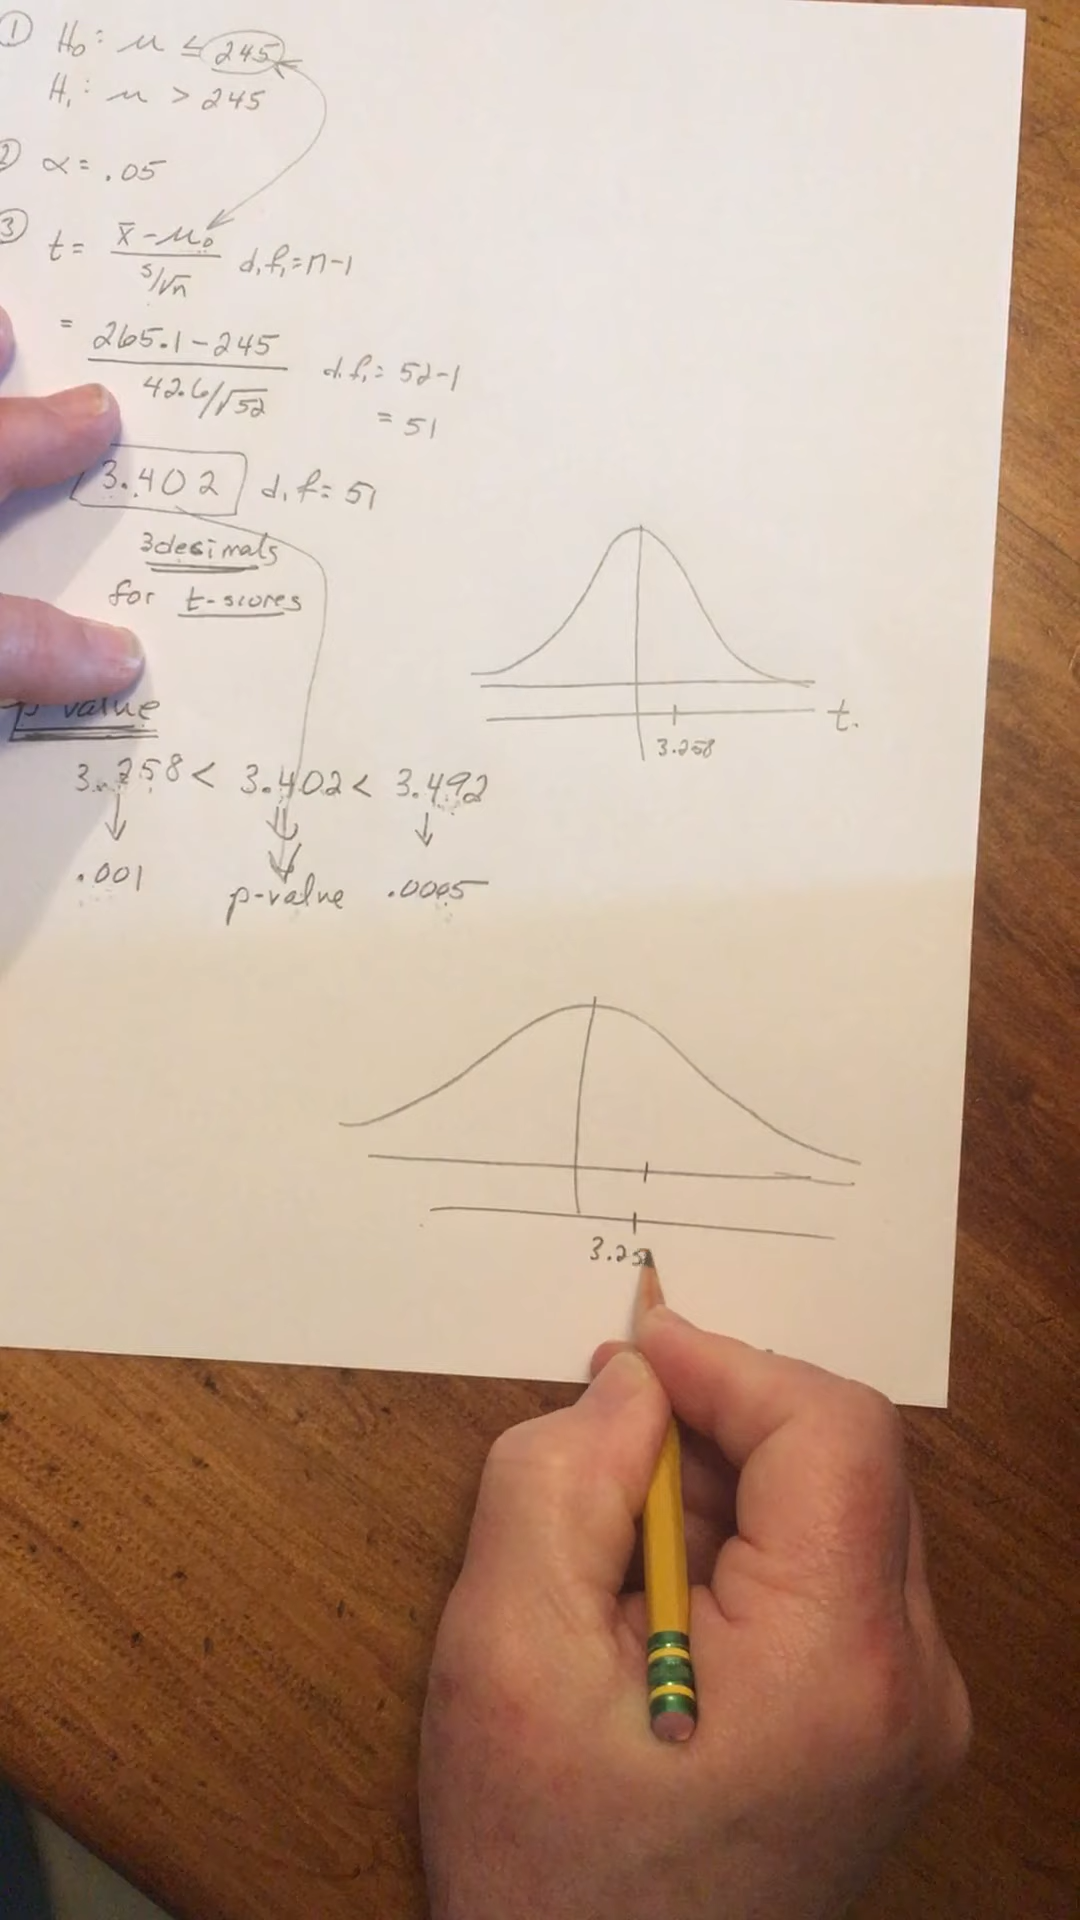 ① H₀: μ ≤ 245
H₁: μ > 245
② α = .05
③ t = x̄ - μ₀ / s/√n d.f. = n-1
= 265.1 - 245 / 42.6/√52 d.f. = 52-1
= 51
3.402 d.f = 51
3 desimals
for t-scores
p value
3.258 < 3.402 < 3.492
.001 p-value .0005
t.
3.258
3.25